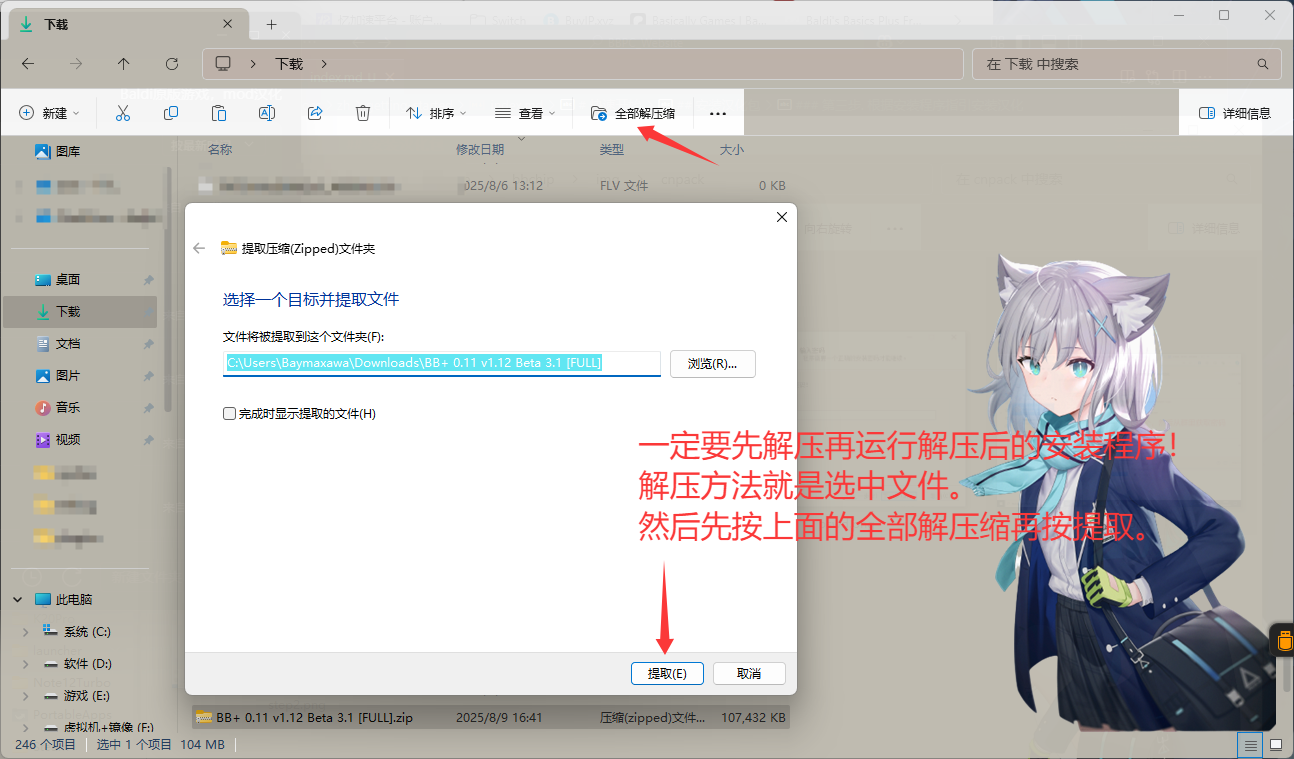 下载
下载
在 下载 中搜索
新建
排序
查看
全部解压缩
详细信息
图库
名称
修改日期
类型
大小
2025/8/6 13:12
FLV 文件
0 KB
桌面
下载
文档
图片
音乐
视频
此电脑
系统 (C:)
软件 (D:)
游戏 (E:)
虚拟机+镜像 (F:)
提取压缩(Zipped)文件夹
选择一个目标并提取文件
文件将被提取到这个文件夹(F):
C:\Users\Baymaxawa\Downloads\BB+ 0.11 v1.12 Beta 3.1 [FULL]
浏览(R)...
完成时显示提取的文件(H)
一定要先解压再运行解压后的安装程序!
解压方法就是选中文件。
然后先按上面的全部解压缩再按提取。
提取(E)
取消
BB+ 0.11 v1.12 Beta 3.1 [FULL].zip
2025/8/9 16:41
压缩(zipped)文件...
107,432 KB
246 个项目
选中 1 个项目
104 MB